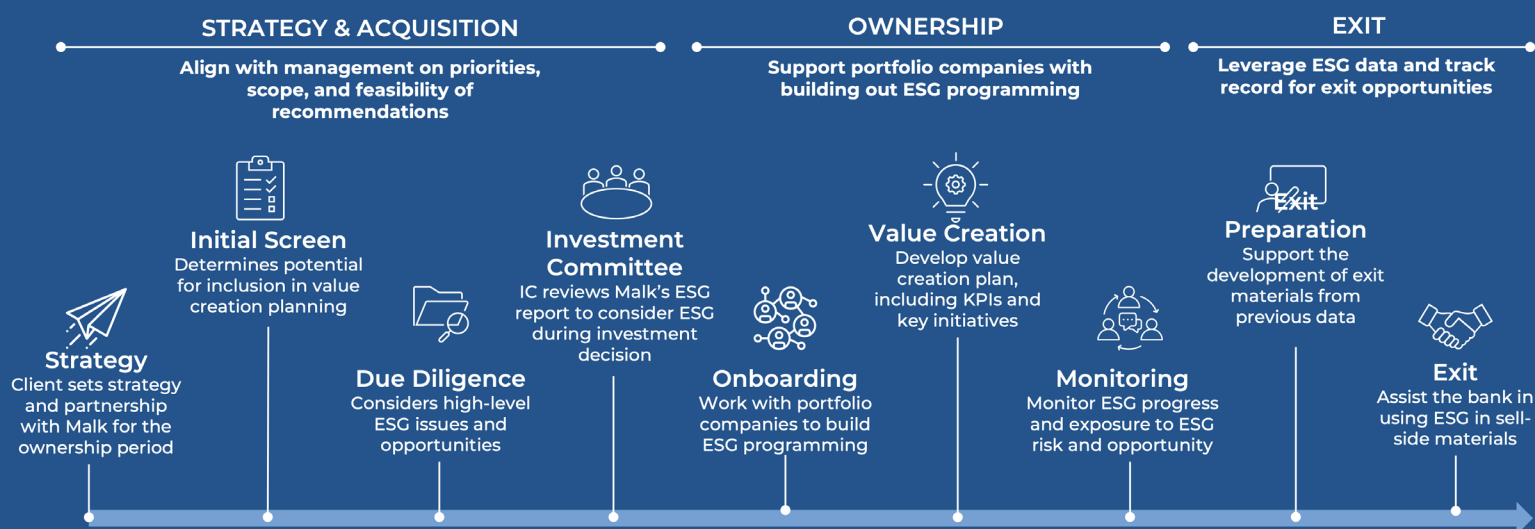 STRATEGY & ACQUISITION
Align with management on priorities,
scope, and feasibility of
recommendations
OWNERSHIP
Support portfolio companies with
building out ESG programming
EXIT
Leverage ESG data and track
record for exit opportunities
Strategy
Client sets strategy
and partnership
with Malk for the
ownership period
Initial Screen
Determines potential
for inclusion in value
creation planning
Due Diligence
Considers high-level
ESG issues and
opportunities
Investment
Committee
IC reviews Malk’s ESG
report to consider ESG
during investment
decision
Onboarding
Work with portfolio
companies to build
ESG programming
Value Creation
Develop value
creation plan,
including KPIs and
key initiatives
Monitoring
Monitor ESG progress
and exposure to ESG
risk and opportunity
Exit
Preparation
Support the
development of exit
materials from
previous data
Exit
Assist the bank in
using ESG in sell-
side materials